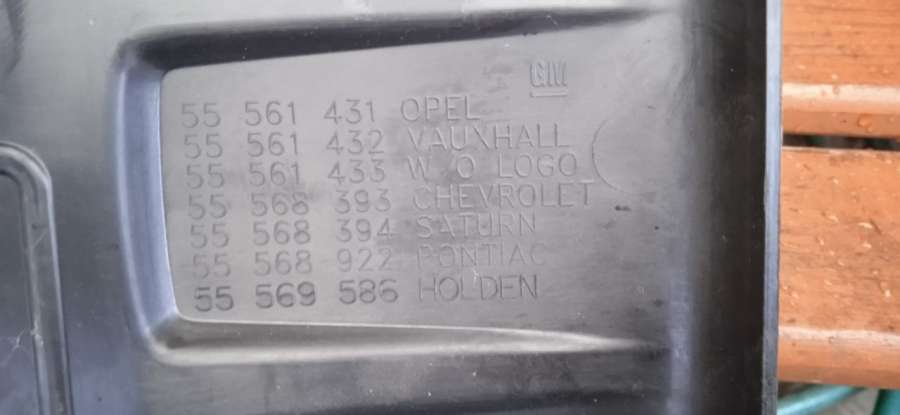 GM
55 561 431 OPEL
55 561 432 VAUXHALL
55 561 433 W O LOGO
55 568 393 CHEVROLET
55 568 394 SATURN
55 568 922 PONTIAC
55 569 586 HOLDEN